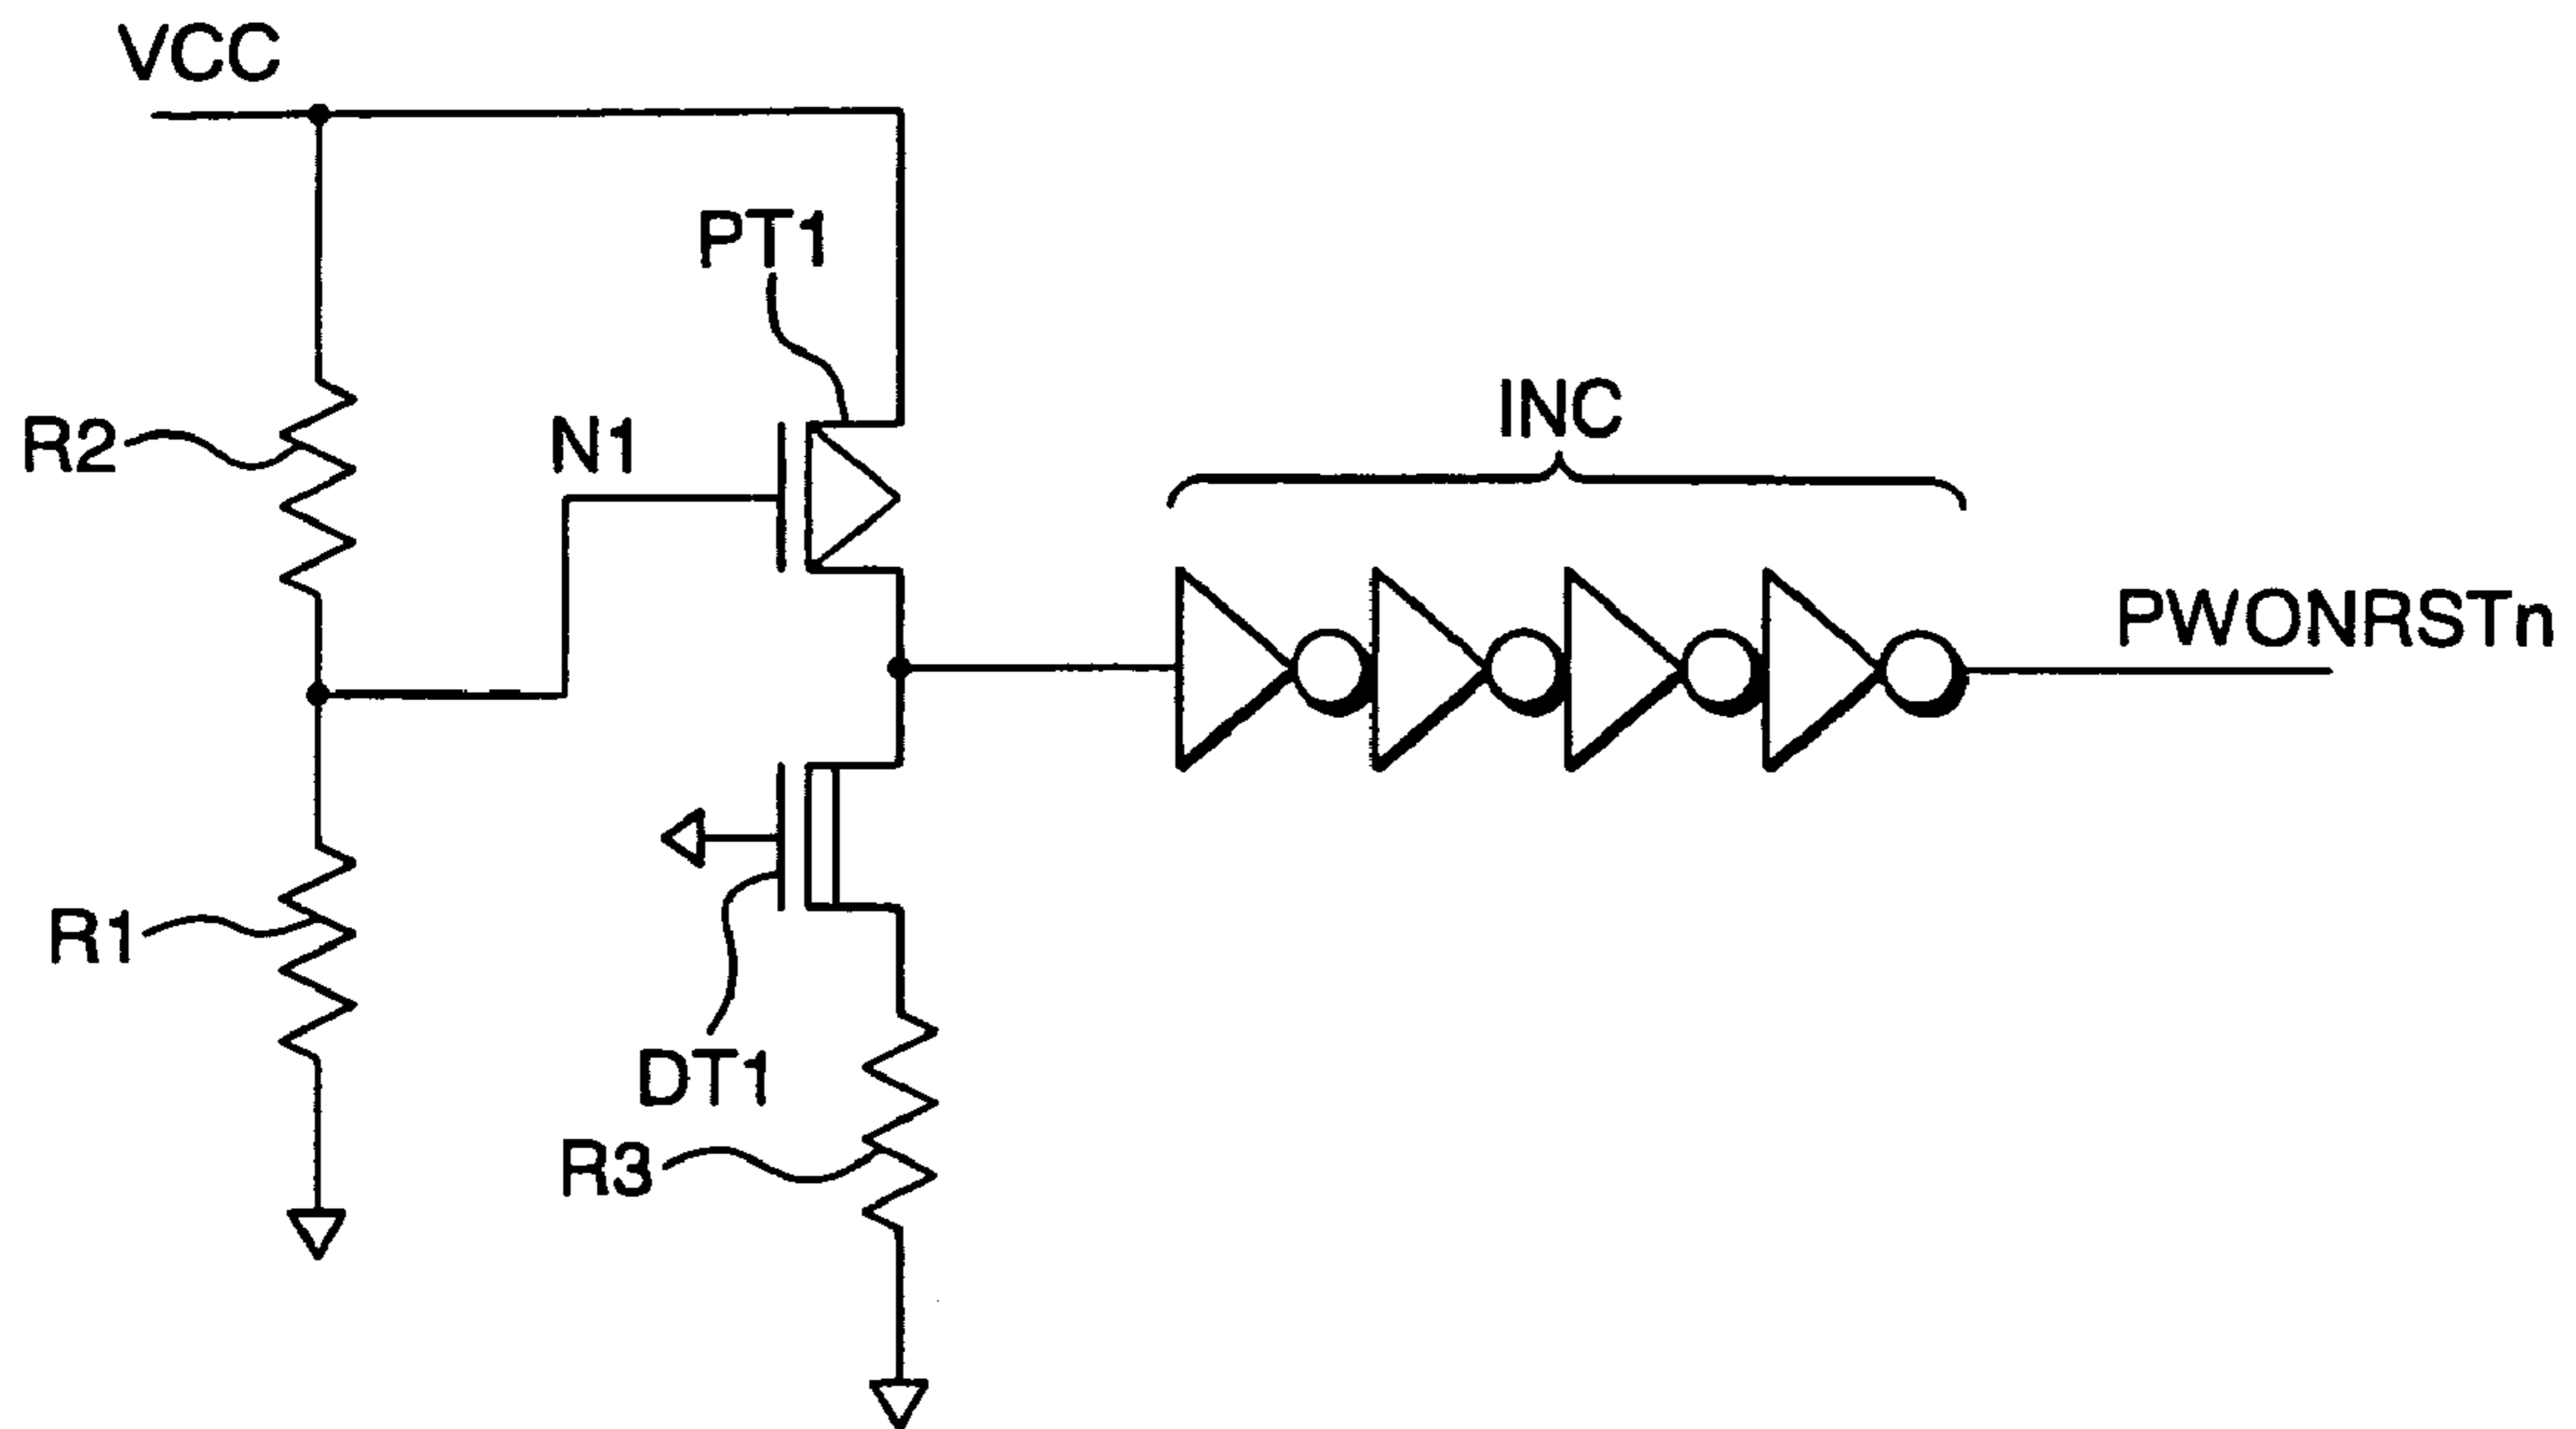 VCC
PT1
R2
N1
INC
PWONRSTn
R1
DT1
R3